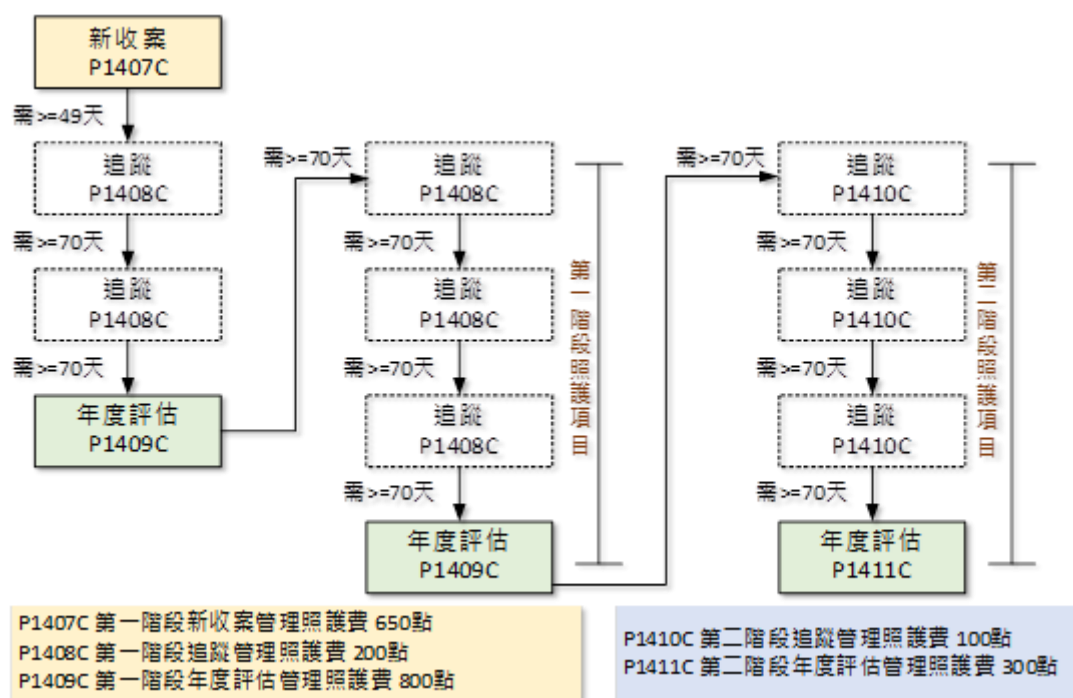 新收案
P1407C
需>=49天
追蹤
P1408C
需>=70天
追蹤
P1408C
需>=70天
年度評估
P1409C
需>=70天
追蹤
P1408C
需>=70天
追蹤
P1408C
需>=70天
追蹤
P1408C
需>=70天
年度評估
P1409C
第一階段照護項目
需>=70天
追蹤
P1410C
需>=70天
追蹤
P1410C
需>=70天
追蹤
P1410C
需>=70天
年度評估
P1411C
第二階段照護項目
P1407C 第一階段新收案管理照護費 650點
P1408C 第一階段追蹤管理照護費 200點
P1409C 第一階段年度評估管理照護費 800點
P1410C 第二階段追蹤管理照護費 100點
P1411C 第二階段年度評估管理照護費 300點